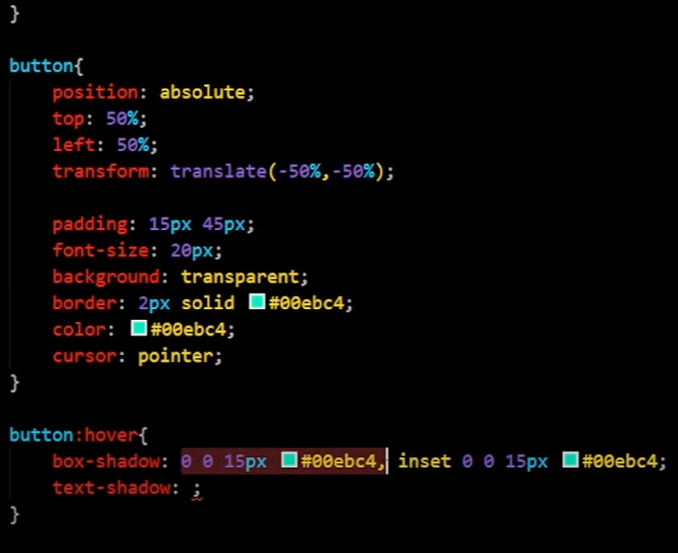 }
button{
position: absolute;
top: 50%;
left: 50%;
transform: translate(-50%,-50%);
padding: 15px 45px;
font-size: 20px;
background: transparent;
border: 2px solid #00ebc4;
color: #00ebc4;
cursor: pointer;
}
button:hover{
box-shadow: 0 0 15px #00ebc4, inset 0 0 15px #00ebc4;
text-shadow: ;
}